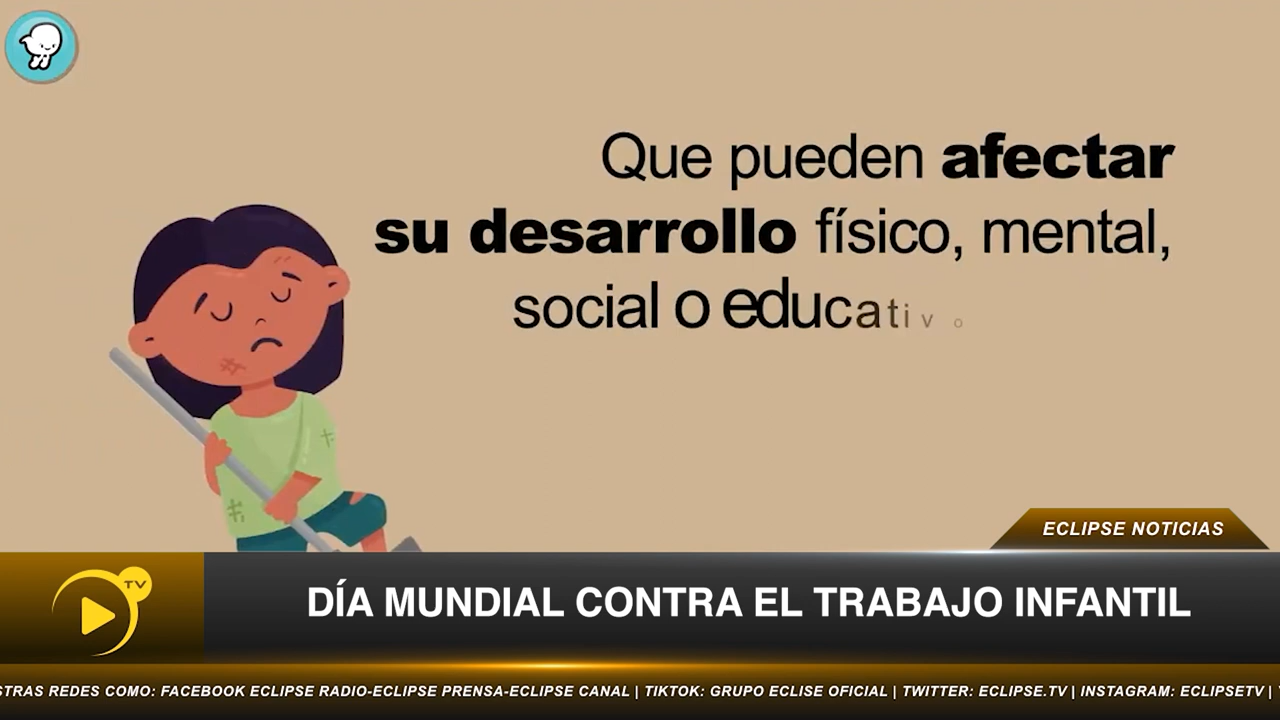 Que pueden afectar
su desarrollo físico, mental,
social o educativo
ECLIPSE NOTICIAS
TV
DÍA MUNDIAL CONTRA EL TRABAJO INFANTIL
STRAS REDES COMO: FACEBOOK ECLIPSE RADIO-ECLIPSE PRENSA-ECLIPSE CANAL | TIKTOK: GRUPO ECLISE OFICIAL | TWITTER: ECLIPSE.TV | INSTAGRAM: ECLIPSETV |